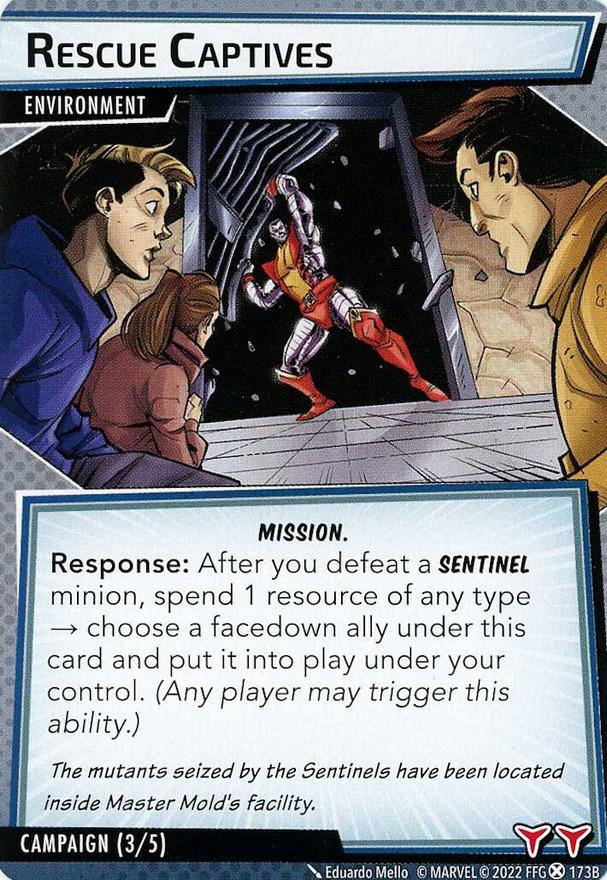 RESCUE CAPTIVES
ENVIRONMENT
MISSION.
Response: After you defeat a SENTINEL
minion, spend 1 resource of any type
→ choose a facedown ally under this
card and put it into play under your
control. (Any player may trigger this
ability.)
The mutants seized by the Sentinels have been located
inside Master Mold's facility.
CAMPAIGN (3/5)
Eduardo Mello © MARVEL © 2022 FFG 173B